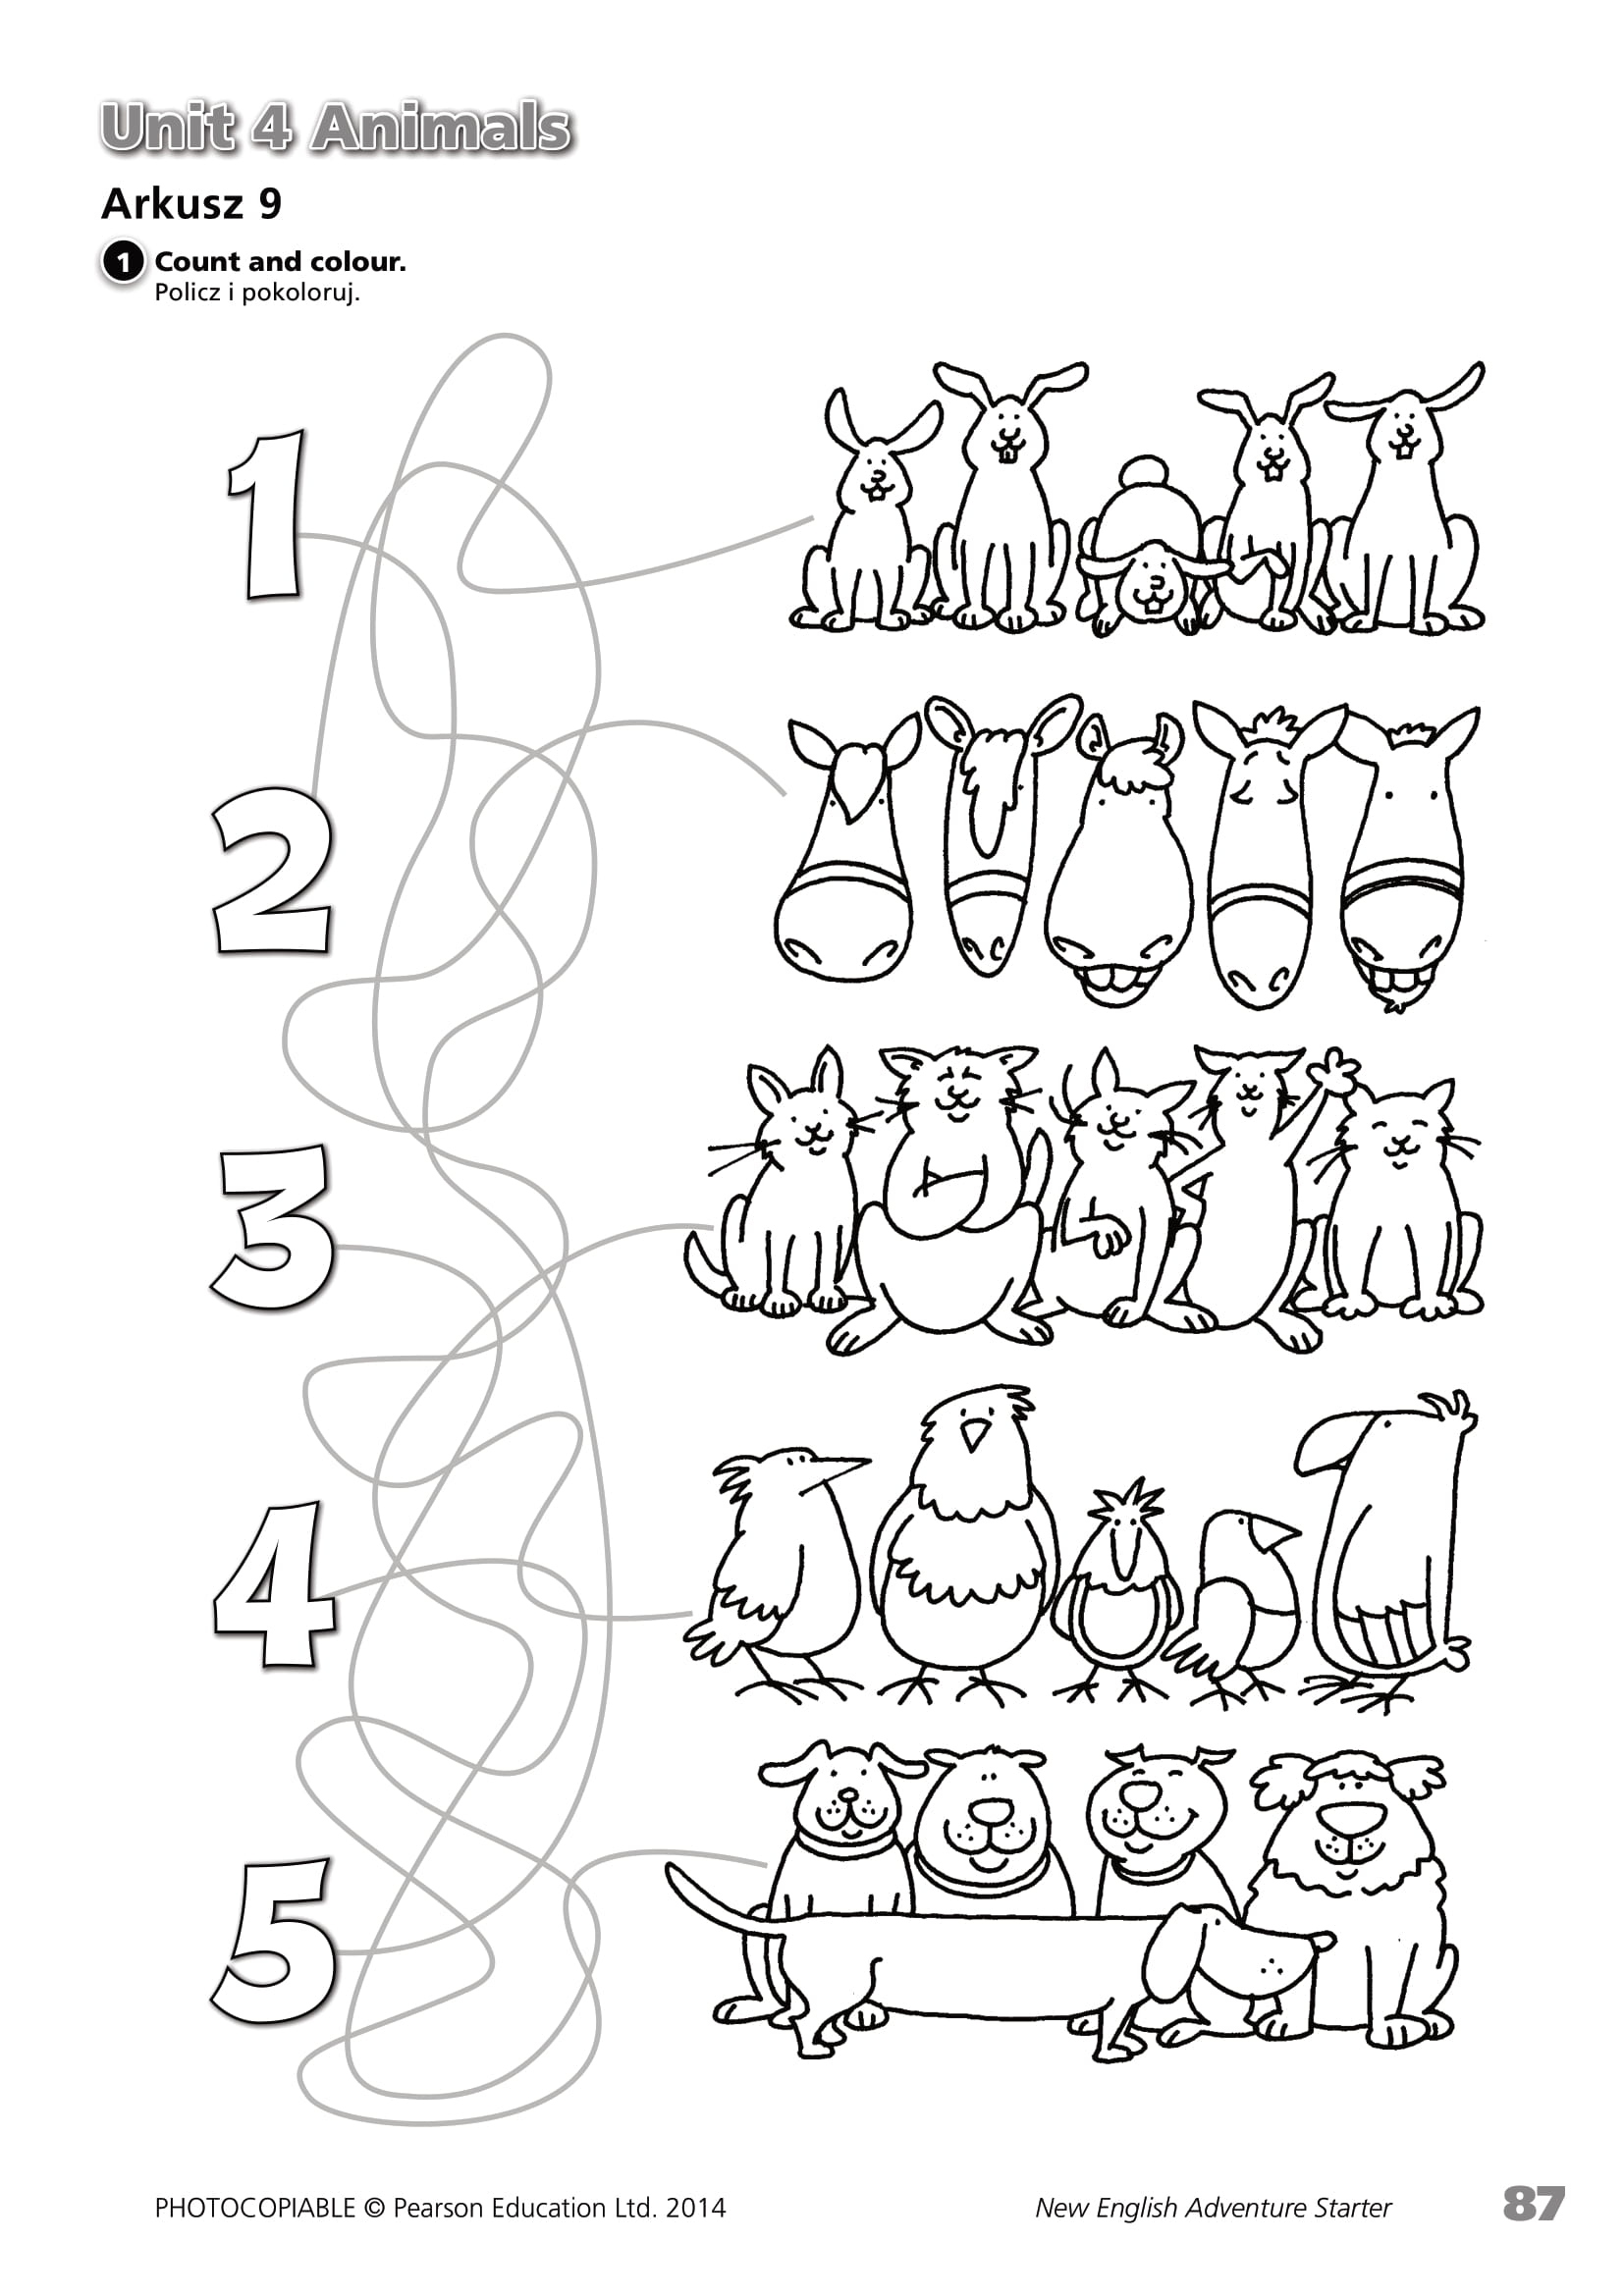 Unit 4 Animals
Arkusz 9
1 Count and colour.
Policz i pokoloruj.
1
2
3
4
5
PHOTOCOPIABLE © Pearson Education Ltd. 2014
New English Adventure Starter
87